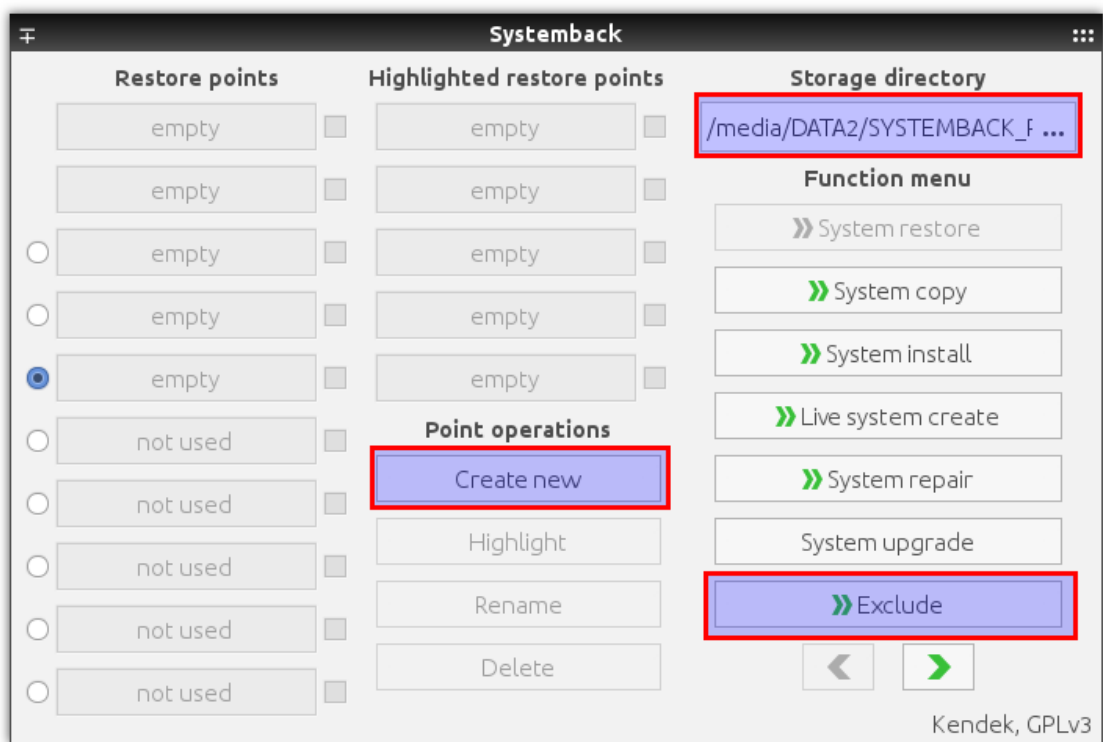 Systemback
Restore points
empty
empty
empty
empty
empty
not used
not used
not used
not used
not used
Highlighted restore points
empty
empty
empty
empty
empty
Point operations
Create new
Highlight
Rename
Delete
Storage directory
/media/DATA2/SYSTEMBACK_ ...
Function menu
System restore
System copy
System install
Live system create
System repair
System upgrade
Exclude
Kendek, GPLv3